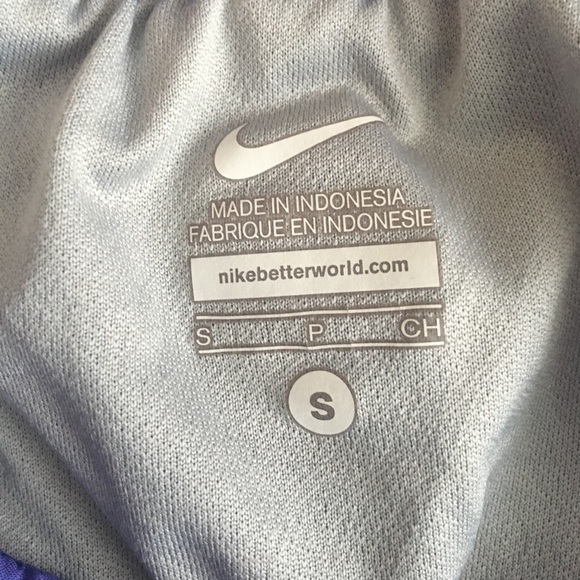 MADE IN INDONESIA
FABRIQUE EN INDONESIE
nikebetterworld.com
S P CH
S